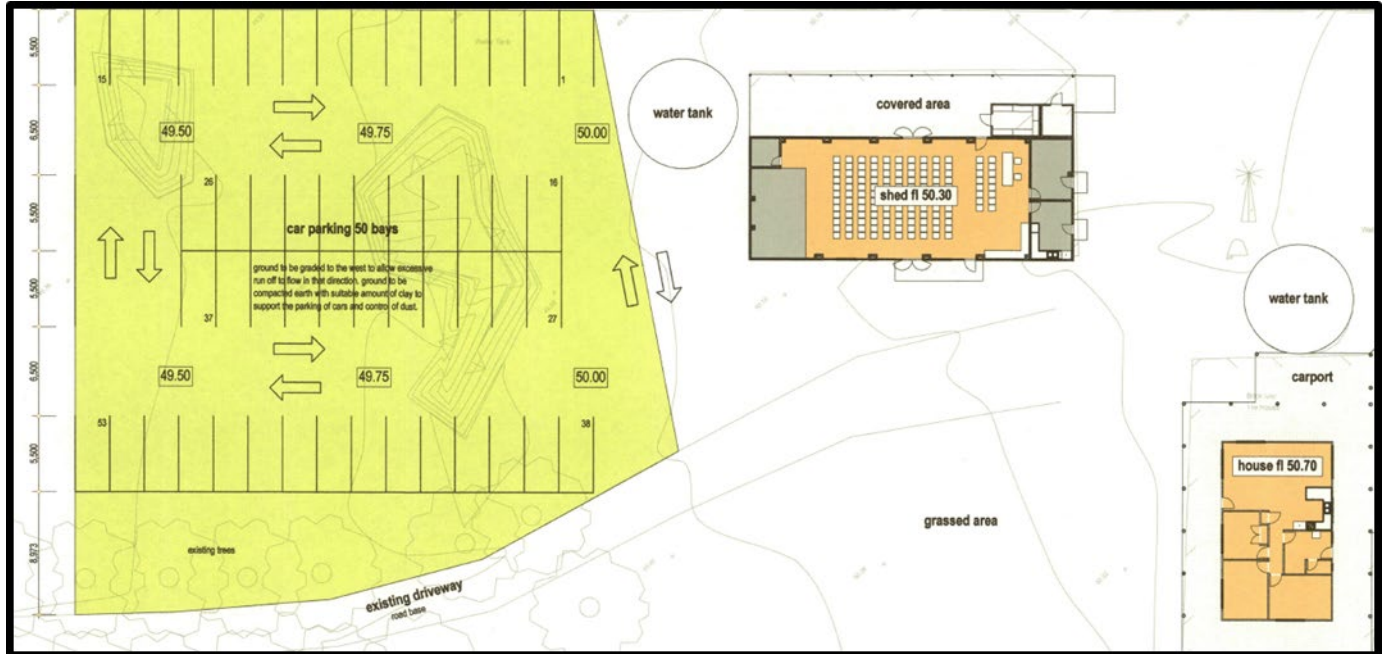 5,500
6,500
5,500
5,500
6,500
5,500
8,973
15
1
49.50
49.75
50.00
26
16
car parking 50 bays
ground to be graded to the west to allow excessive
run off to flow in that direction. ground to be
compacted earth with suitable amount of clay to
support the parking of cars and control of dust.
37
27
49.50
49.75
50.00
53
38
existing trees
existing driveway
road base
water tank
covered area
shed fl 50.30
water tank
carport
house fl 50.70
grassed area